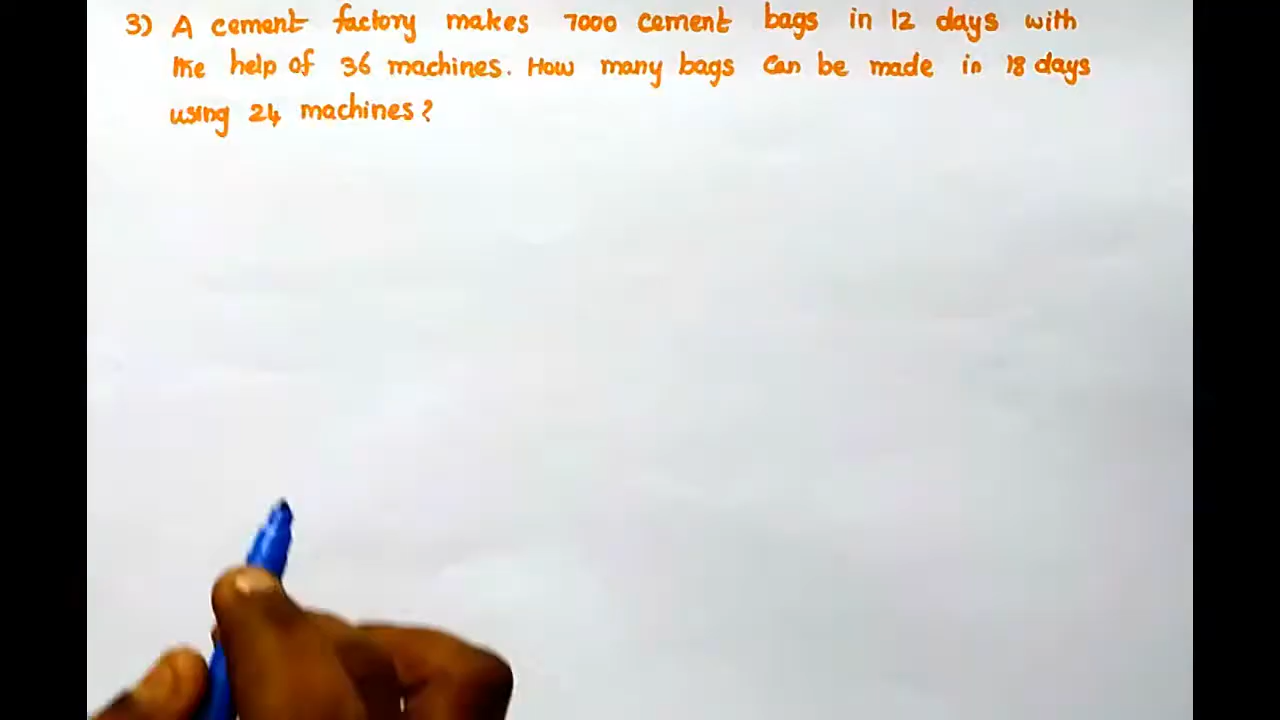 3) A cement factory makes 7000 cement bags in 12 days with
the help of 36 machines. How many bags can be made in 18 days
using 24 machines?